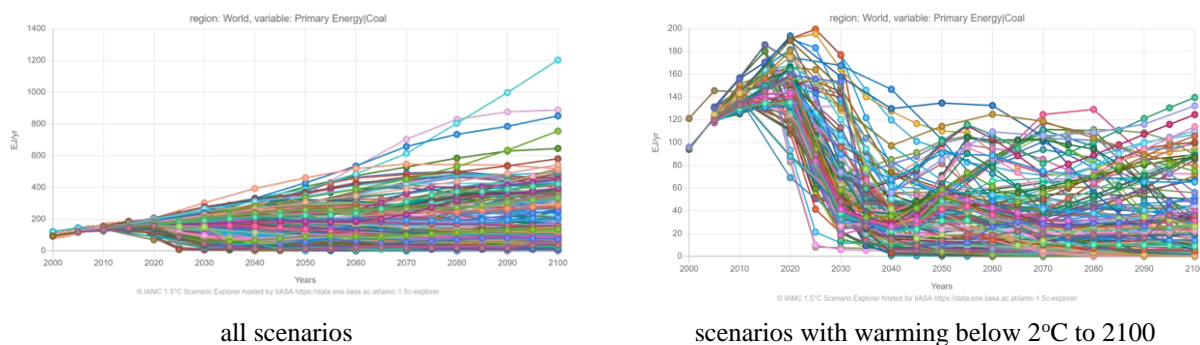 region: World, variable: Primary Energy|Coal
1400
1200
1000
800
600
400
200
0
EJ/yr
2000 2010 2020 2030 2040 2050 2060 2070 2080 2090 2100
Years
© IAMC 1.5°C Scenario Explorer hosted by IIASA https://data.ene.iiasa.ac.at/iamc-1.5c-explorer
all scenarios
region: World, variable: Primary Energy|Coal
200
180
160
140
120
100
80
60
40
20
0
EJ/yr
2000 2010 2020 2030 2040 2050 2060 2070 2080 2090 210
Years
© IAMC 1.5°C Scenario Explorer hosted by IIASA https://data.ene.iiasa.ac.at/iamc-1.5c-explorer
scenarios with warming below 2°C to 2100